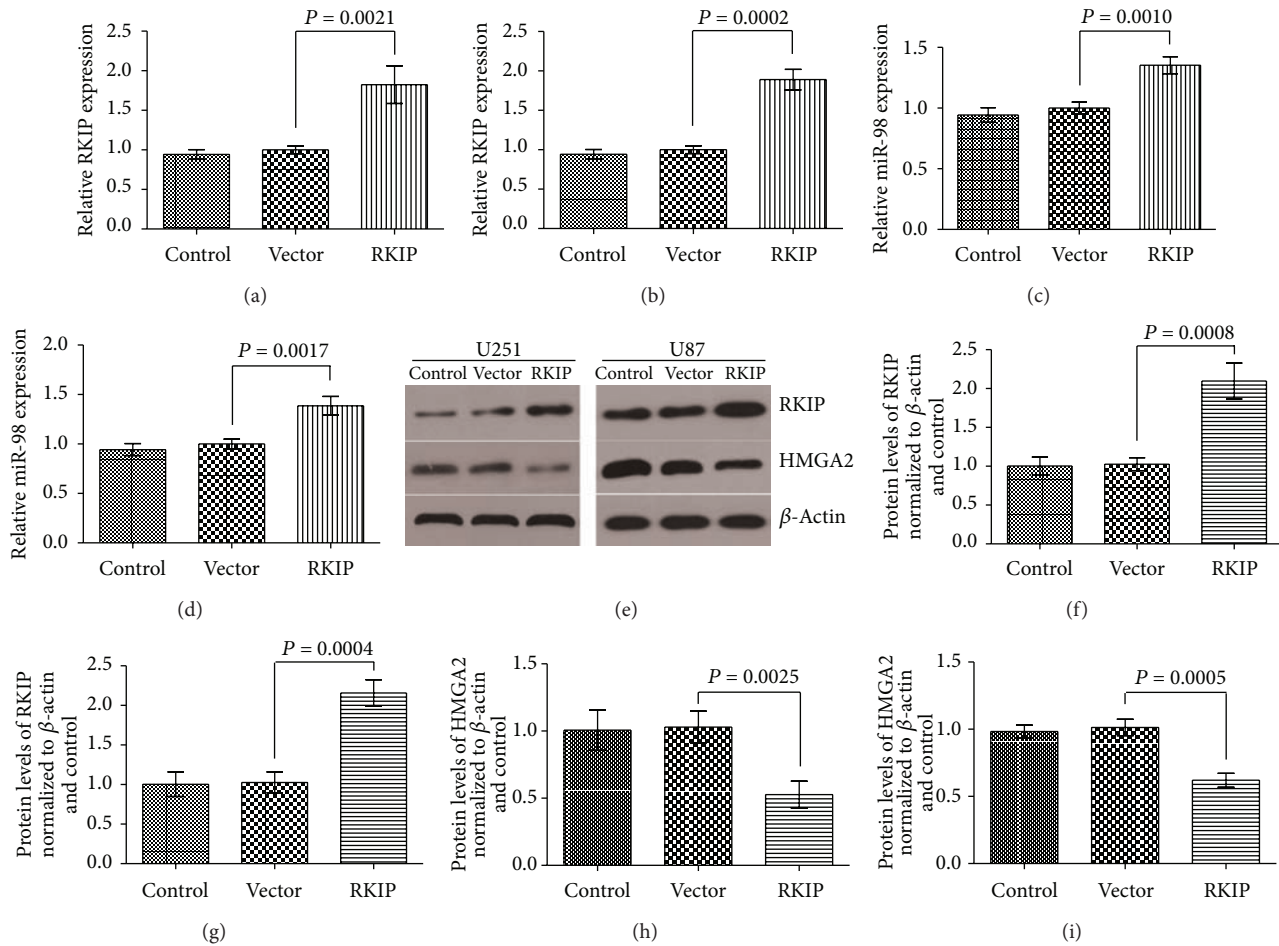 P = 0.0021
Relative RKIP expression
2.5
2.0
1.5
1.0
0.5
0.0
Control Vector RKIP
(a)
P = 0.0002
Relative RKIP expression
2.5
2.0
1.5
1.0
0.5
0.0
Control Vector RKIP
(b)
P = 0.0010
Relative miR-98 expression
1.5
1.0
0.5
0.0
Control Vector RKIP
(c)
P = 0.0017
Relative miR-98 expression
2.0
1.5
1.0
0.5
0.0
Control Vector RKIP
(d)
U251 U87
Control Vector RKIP Control Vector RKIP
RKIP
HMGA2
β-Actin
(e)
P = 0.0008
Protein levels of RKIP
normalized to β-actin
and control
2.5
2.0
1.5
1.0
0.5
0.0
Control Vector RKIP
(f)
P = 0.0004
Protein levels of RKIP
normalized to β-actin
and control
2.5
2.0
1.5
1.0
0.5
0.0
Control Vector RKIP
(g)
P = 0.0025
Protein levels of HMGA2
normalized to β-actin
and control
1.5
1.0
0.5
0.0
Control Vector RKIP
(h)
P = 0.0005
Protein levels of HMGA2
normalized to β-actin
and control
1.5
1.0
0.5
0.0
Control Vector RKIP
(i)